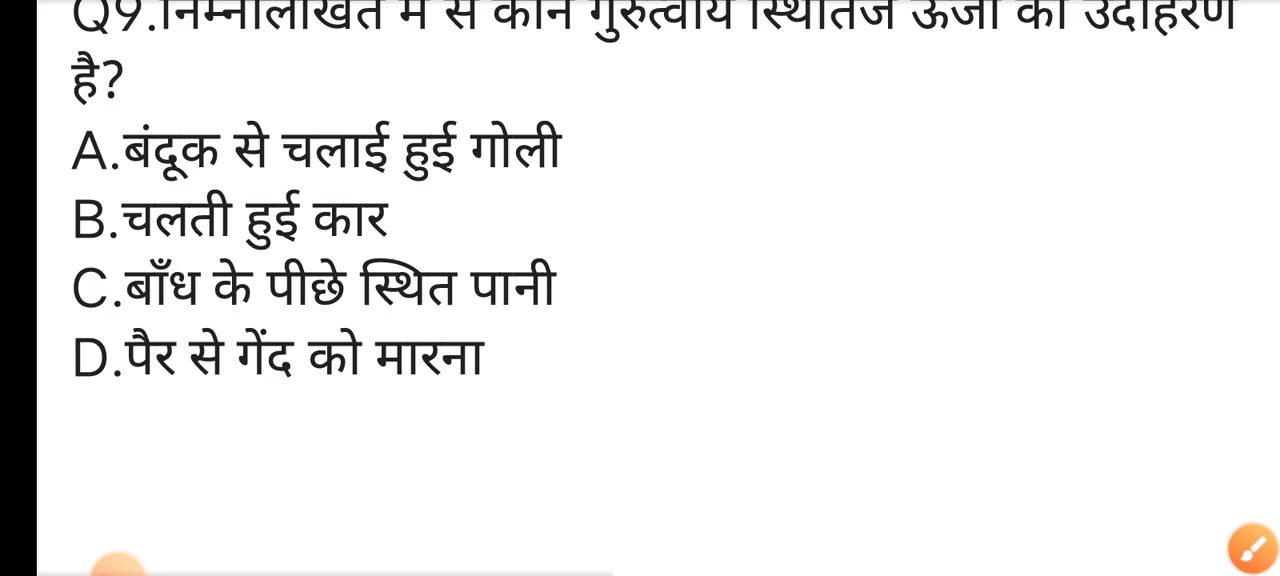 Q9.निम्नलिखित में से कौन गुरुत्वीय स्थितिज ऊर्जा का उदाहरण
है?
A.बंदूक से चलाई हुई गोली
B.चलती हुई कार
C.बाँध के पीछे स्थित पानी
D.पैर से गेंद को मारना